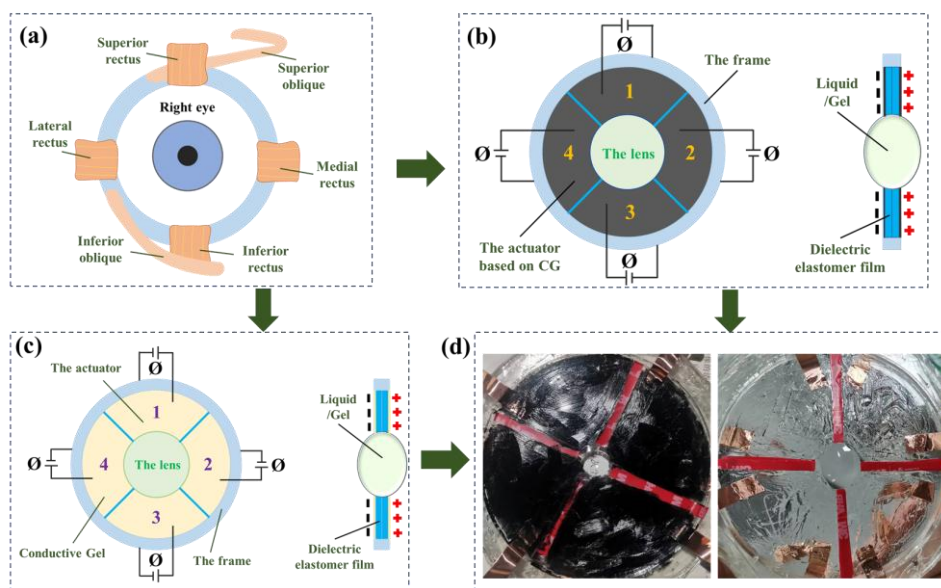 (a)
Superior
rectus
Superior
oblique
Right eye
Lateral
rectus
Medial
rectus
Inferior
oblique
Inferior
rectus
(b)
Ø
The frame
1
Ø
4
The lens
2
Ø
3
The actuator
based on CG
Ø
Liquid
/Gel
Dielectric
elastomer film
(c)
Ø
The actuator
1
Ø
4
The lens
2
Ø
3
Conductive Gel
The frame
Ø
Liquid
/Gel
Dielectric
elastomer film
(d)